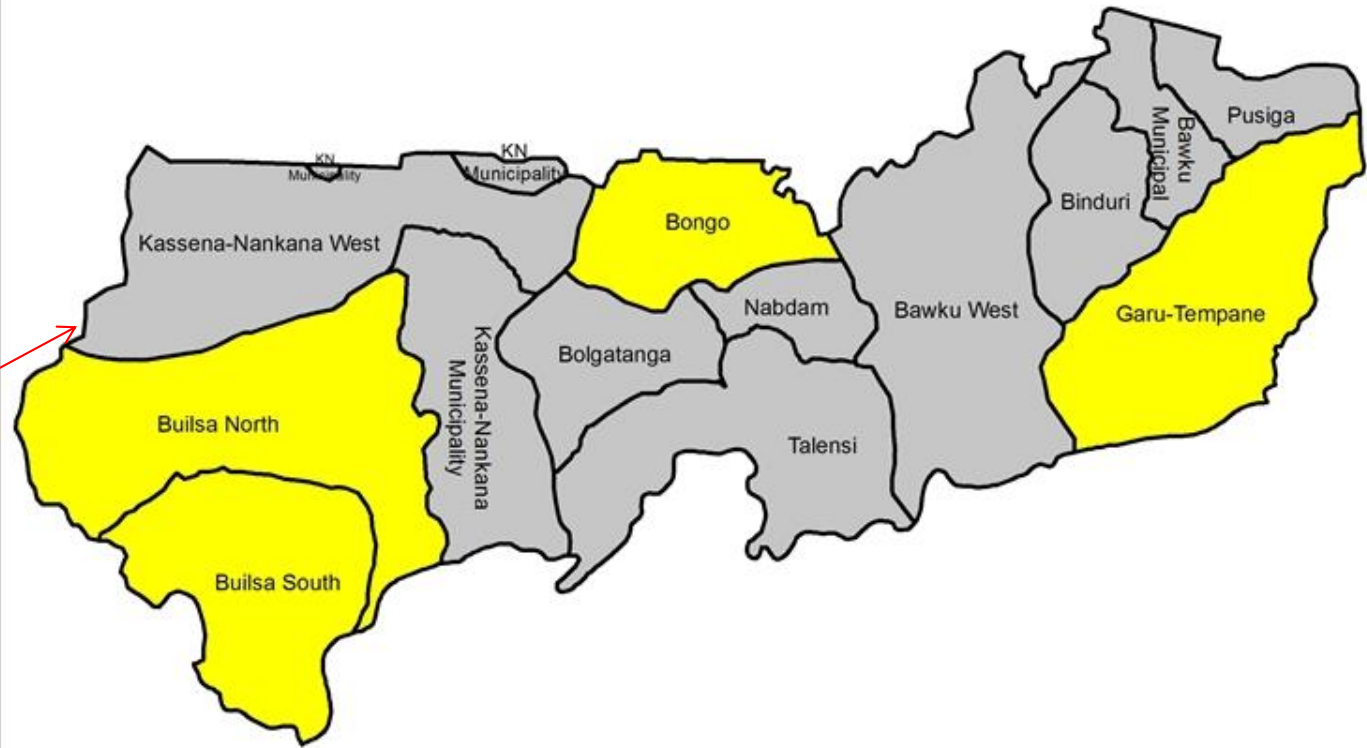 Pusiga
Bawku
Municipal
KN
Municipality
KN
Municipality
Binduri
Bongo
Kassena-Nankana West
Nabdam
Bawku West
Garu-Tempane
Kassena-Nankana
Municipality
Bolgatanga
Builsa North
Talensi
Builsa South